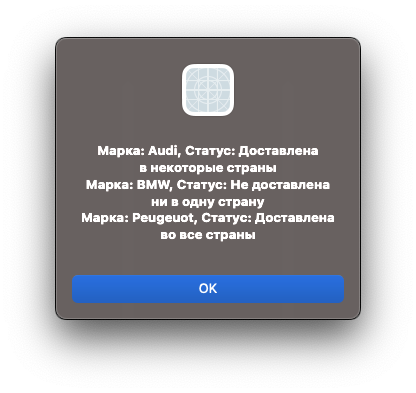 Марка: Audi, Статус: Доставлена
в некоторые страны
Марка: BMW, Статус: Не доставлена
ни в одну страну
Марка: Peugeuot, Статус: Доставлена
во все страны
OK